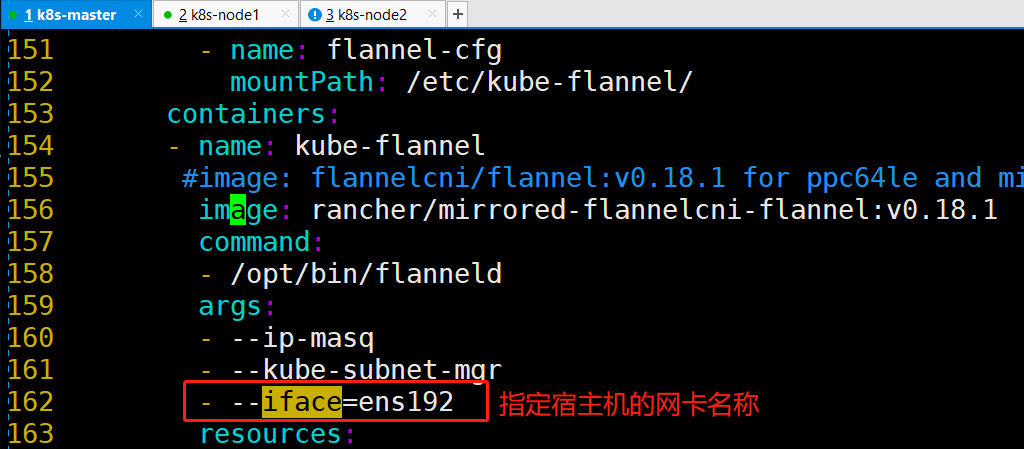 1 k8s-master × 2 k8s-node1 × 3 k8s-node2 × +
151 - name: flannel-cfg
152 mountPath: /etc/kube-flannel/
153 containers:
154 - name: kube-flannel
155 #image: flannelcni/flannel:v0.18.1 for ppc64le and mi
156 image: rancher/mirrored-flannelcni-flannel:v0.18.1
157 command:
158 - /opt/bin/flanneld
159 args:
160 - --ip-masq
161 - --kube-subnet-mgr
162 - --iface=ens192 指定宿主机的网卡名称
163 resources: